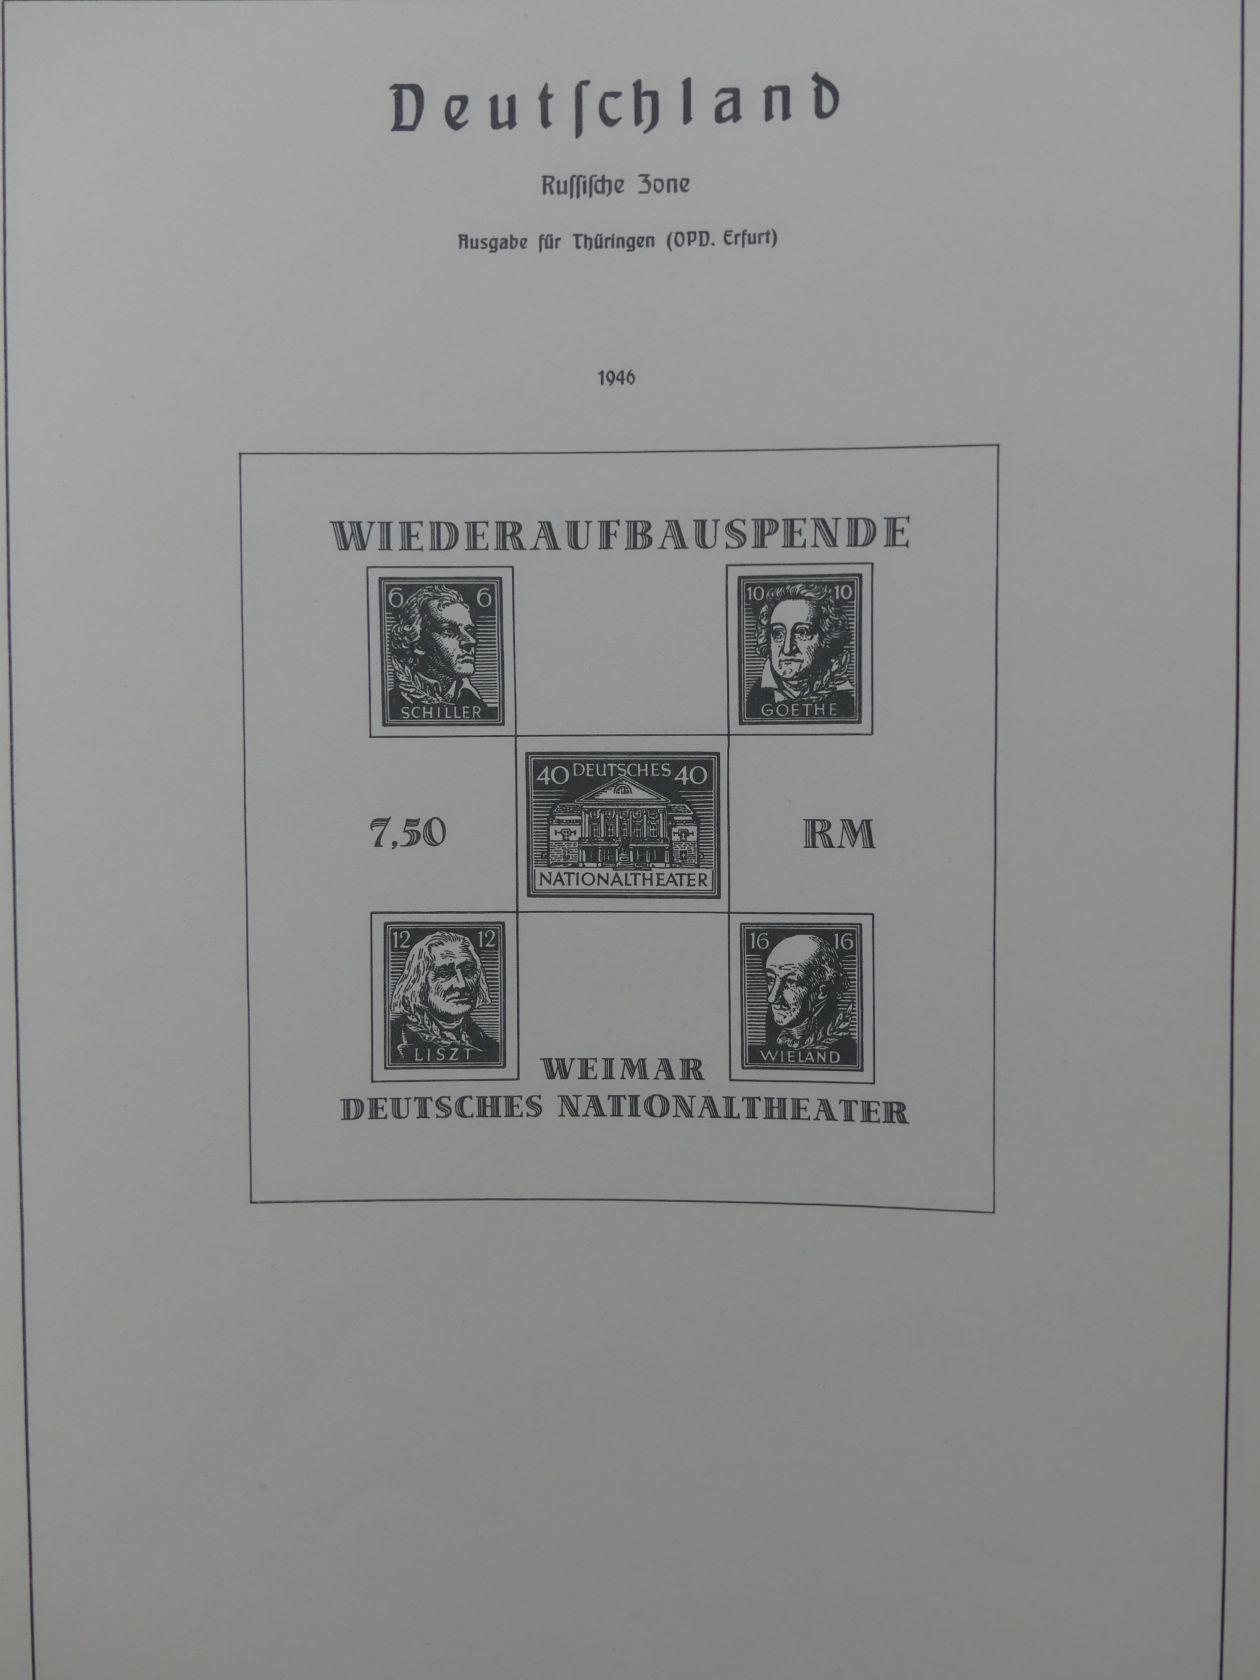 Deutſchland
Ruſſiſche Zone
Ausgabe für Thüringen (OPD. Erfurt)
1946
WIEDERAUFBAUSPENDE
6 6
SCHILLER
10 10
GOETHE
7,50
40 DEUTSCHES 40
NATIONALTHEATER
RM
12 12
LISZT
16 16
WIELAND
WEIMAR
DEUTSCHES NATIONALTHEATER